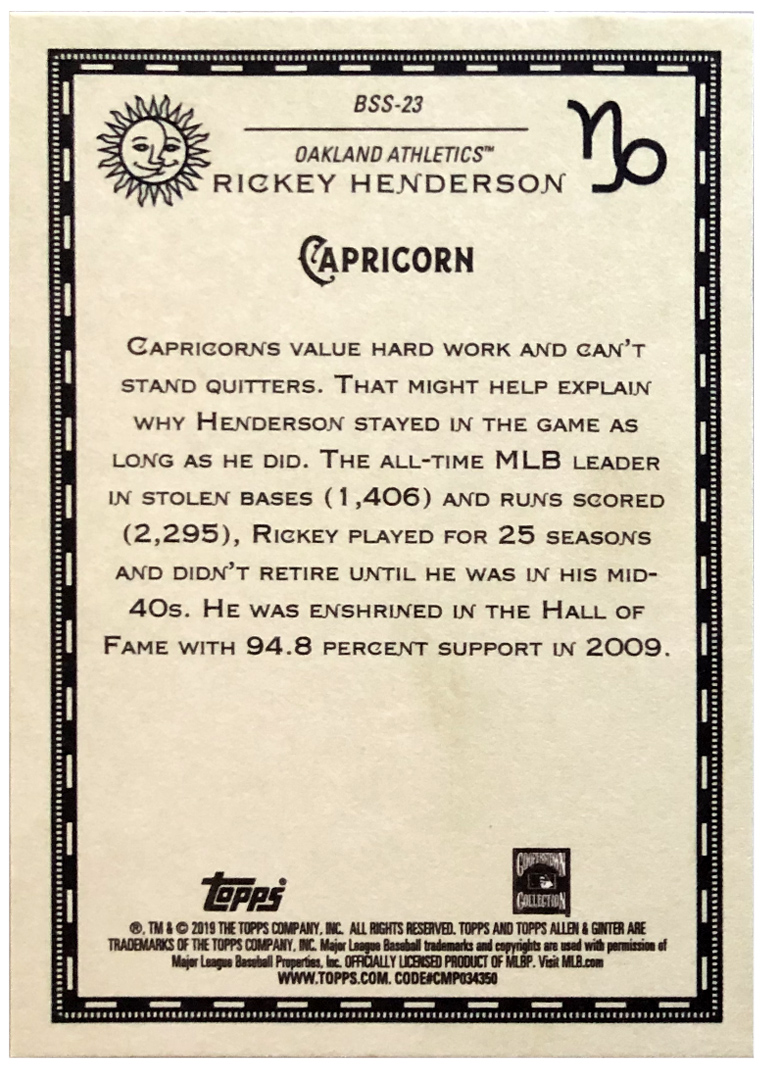 BSS-23
OAKLAND ATHLETICS™
RICKEY HENDERSON
CAPRICORN
CAPRICORNS VALUE HARD WORK AND CAN'T
STAND QUITTERS. THAT MIGHT HELP EXPLAIN
WHY HENDERSON STAYED IN THE GAME AS
LONG AS HE DID. THE ALL-TIME MLB LEADER
IN STOLEN BASES (1,406) AND RUNS SCORED
(2,295), RICKEY PLAYED FOR 25 SEASONS
AND DIDN'T RETIRE UNTIL HE WAS IN HIS MID-
40S. HE WAS ENSHRINED IN THE HALL OF
FAME WITH 94.8 PERCENT SUPPORT IN 2009.
topps®
COOPERSTOWN
COLLECTION
®, TM & © 2019 THE TOPPS COMPANY, INC. ALL RIGHTS RESERVED. TOPPS AND TOPPS ALLEN & GINTER ARE
TRADEMARKS OF THE TOPPS COMPANY, INC. Major League Baseball trademarks and copyrights are used with permission of
Major League Baseball Properties, Inc. OFFICIALLY LICENSED PRODUCT OF MLBP. Visit MLB.com
WWW.TOPPS.COM. CODE#CMP034350